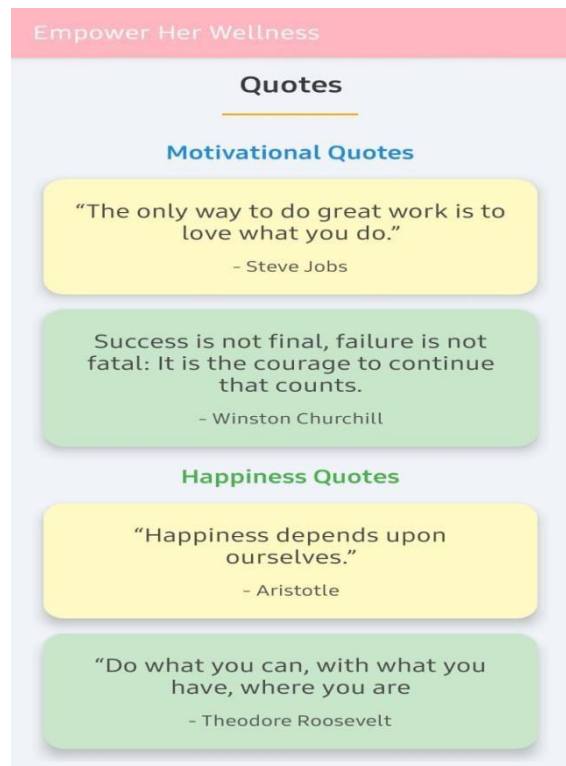 Empower Her Wellness
Quotes
Motivational Quotes
“The only way to do great work is to
love what you do.”
- Steve Jobs
Success is not final, failure is not
fatal: It is the courage to continue
that counts.
- Winston Churchill
Happiness Quotes
“Happiness depends upon
ourselves.”
- Aristotle
“Do what you can, with what you
have, where you are
- Theodore Roosevelt